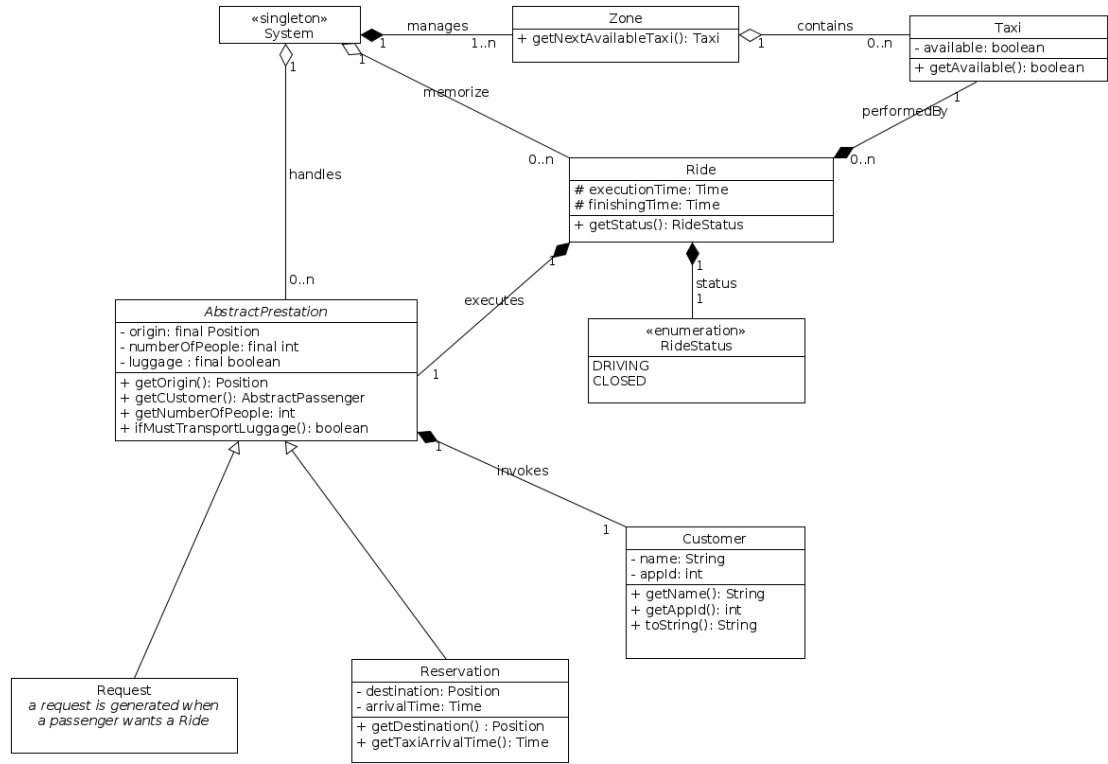 «singleton»
System
1
manages
1..n
Zone
+ getNextAvailableTaxi(): Taxi
1
contains
0..n
Taxi
- available: boolean
+ getAvailable(): boolean
1
1
memorize
0..n
handles
0..n
1
performedBy
0..n
Ride
# executionTime: Time
# finishingTime: Time
+ getStatus(): RideStatus
1
executes
1
1
status
1
«enumeration»
RideStatus
DRIVING
CLOSED
AbstractPrestation
- origin: final Position
- numberOfPeople: final int
- luggage : final boolean
+ getOrigin(): Position
+ getCUstomer(): AbstractPassenger
+ getNumberOfPeople: int
+ ifMustTransportLuggage(): boolean
1
invokes
1
Customer
- name: String
- appId: int
+ getName(): String
+ getAppId(): int
+ toString(): String
Request
a request is generated when
a passenger wants a Ride
Reservation
- destination: Position
- arrivalTime: Time
+ getDestination() : Position
+ getTaxiArrivalTime(): Time